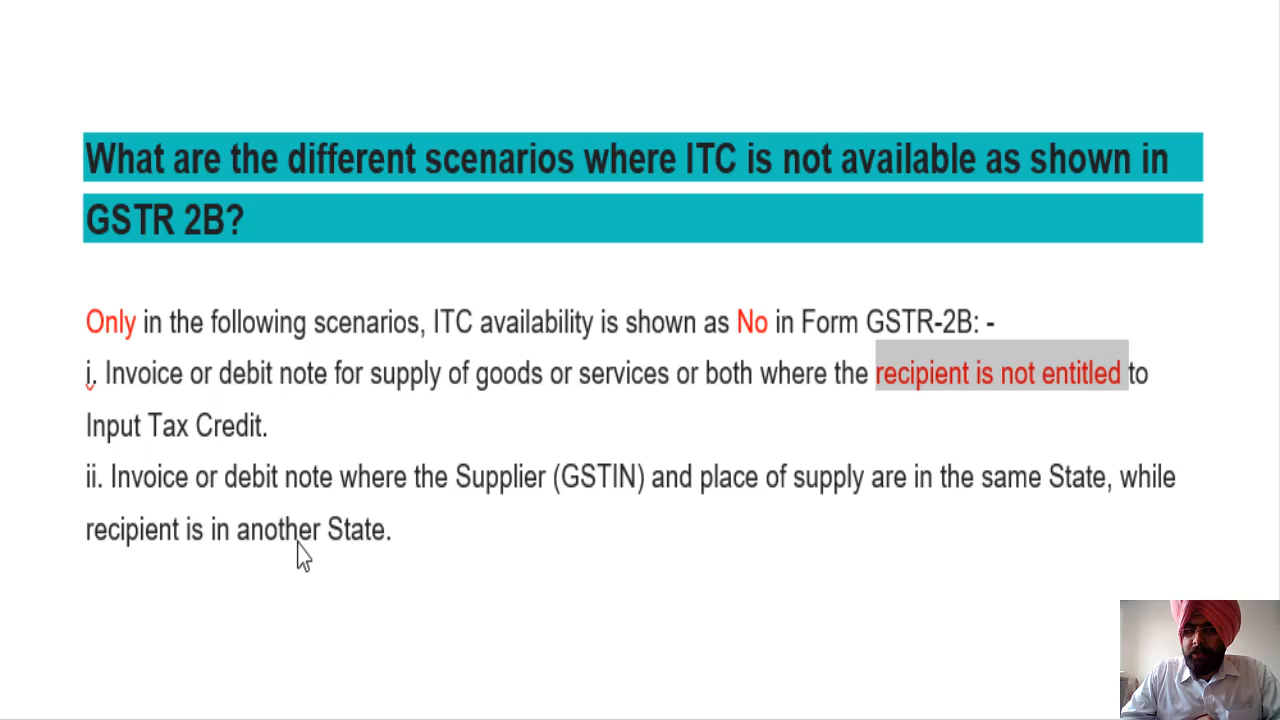 What are the different scenarios where ITC is not available as shown in
GSTR 2B?
Only in the following scenarios, ITC availability is shown as No in Form GSTR-2B: -
i. Invoice or debit note for supply of goods or services or both where the recipient is not entitled to
Input Tax Credit.
ii. Invoice or debit note where the Supplier (GSTIN) and place of supply are in the same State, while
recipient is in another State.